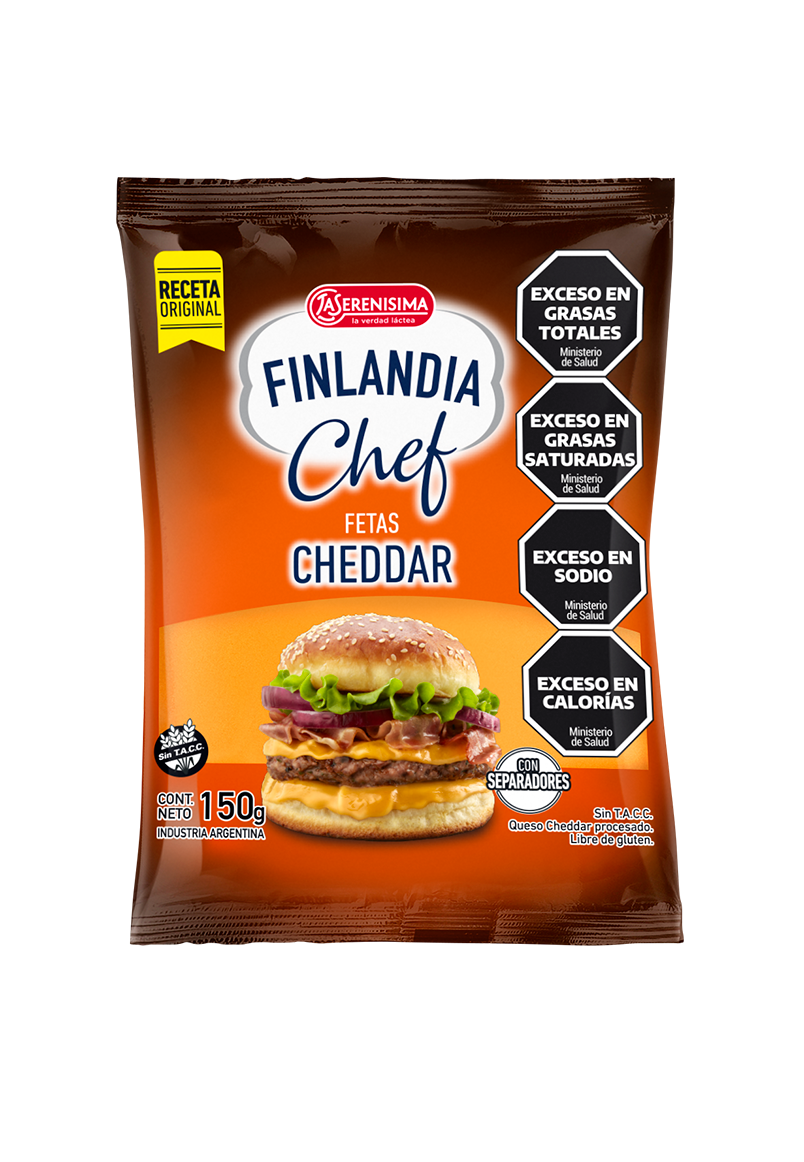 RECETA
ORIGINAL
LASERENISIMA
la verdad láctea
FINLANDIA
Chef
FETAS
CHEDDAR
EXCESO EN
GRASAS
TOTALES
Ministerio
de Salud
EXCESO EN
GRASAS
SATURADAS
Ministerio
de Salud
EXCESO EN
SODIO
Ministerio
de Salud
EXCESO EN
CALORÍAS
Ministerio
de Salud
Sin T.A.C.C.
CON
SEPARADORES
CONT.
NETO 150g
INDUSTRIA ARGENTINA
Sin T.A.C.C.
Queso Cheddar procesado.
Libre de gluten.